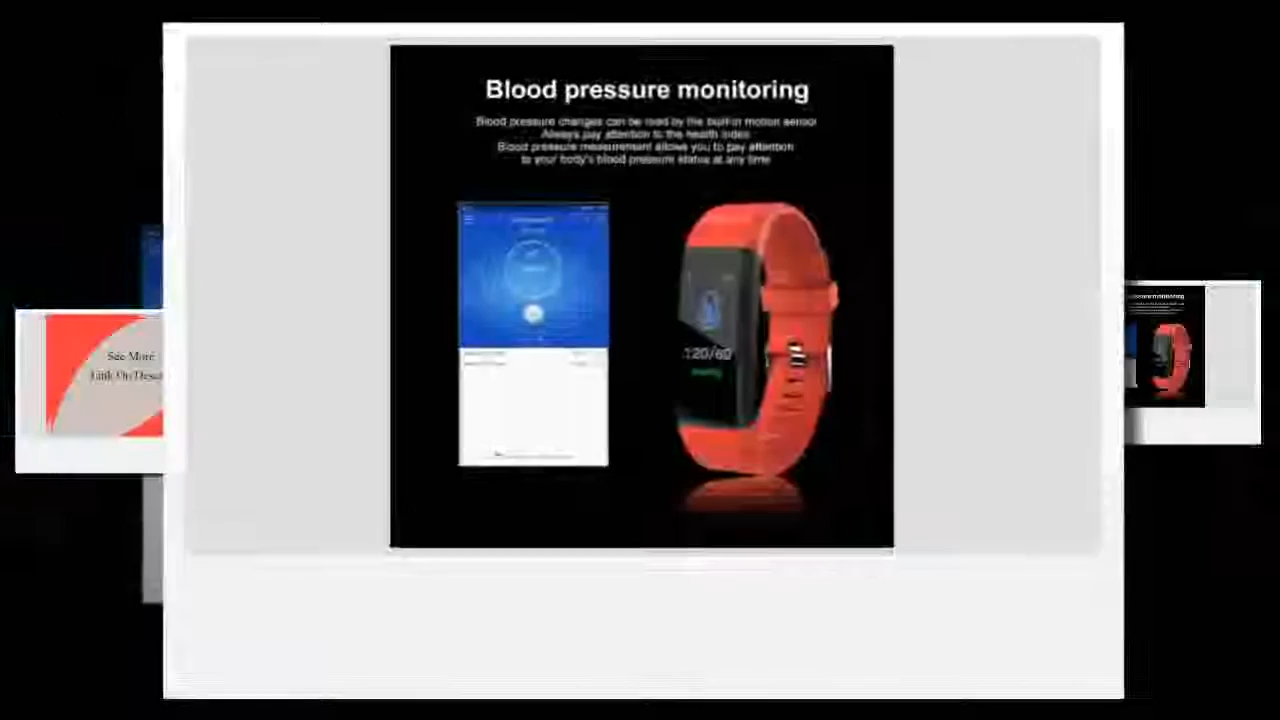 Blood pressure monitoring
Blood pressure changes can be read by the built-in motion sensor
Always pay attention to the health index
Blood pressure measurement allows you to pay attention
to your body's blood pressure status at any time
120/80
See More
Link On